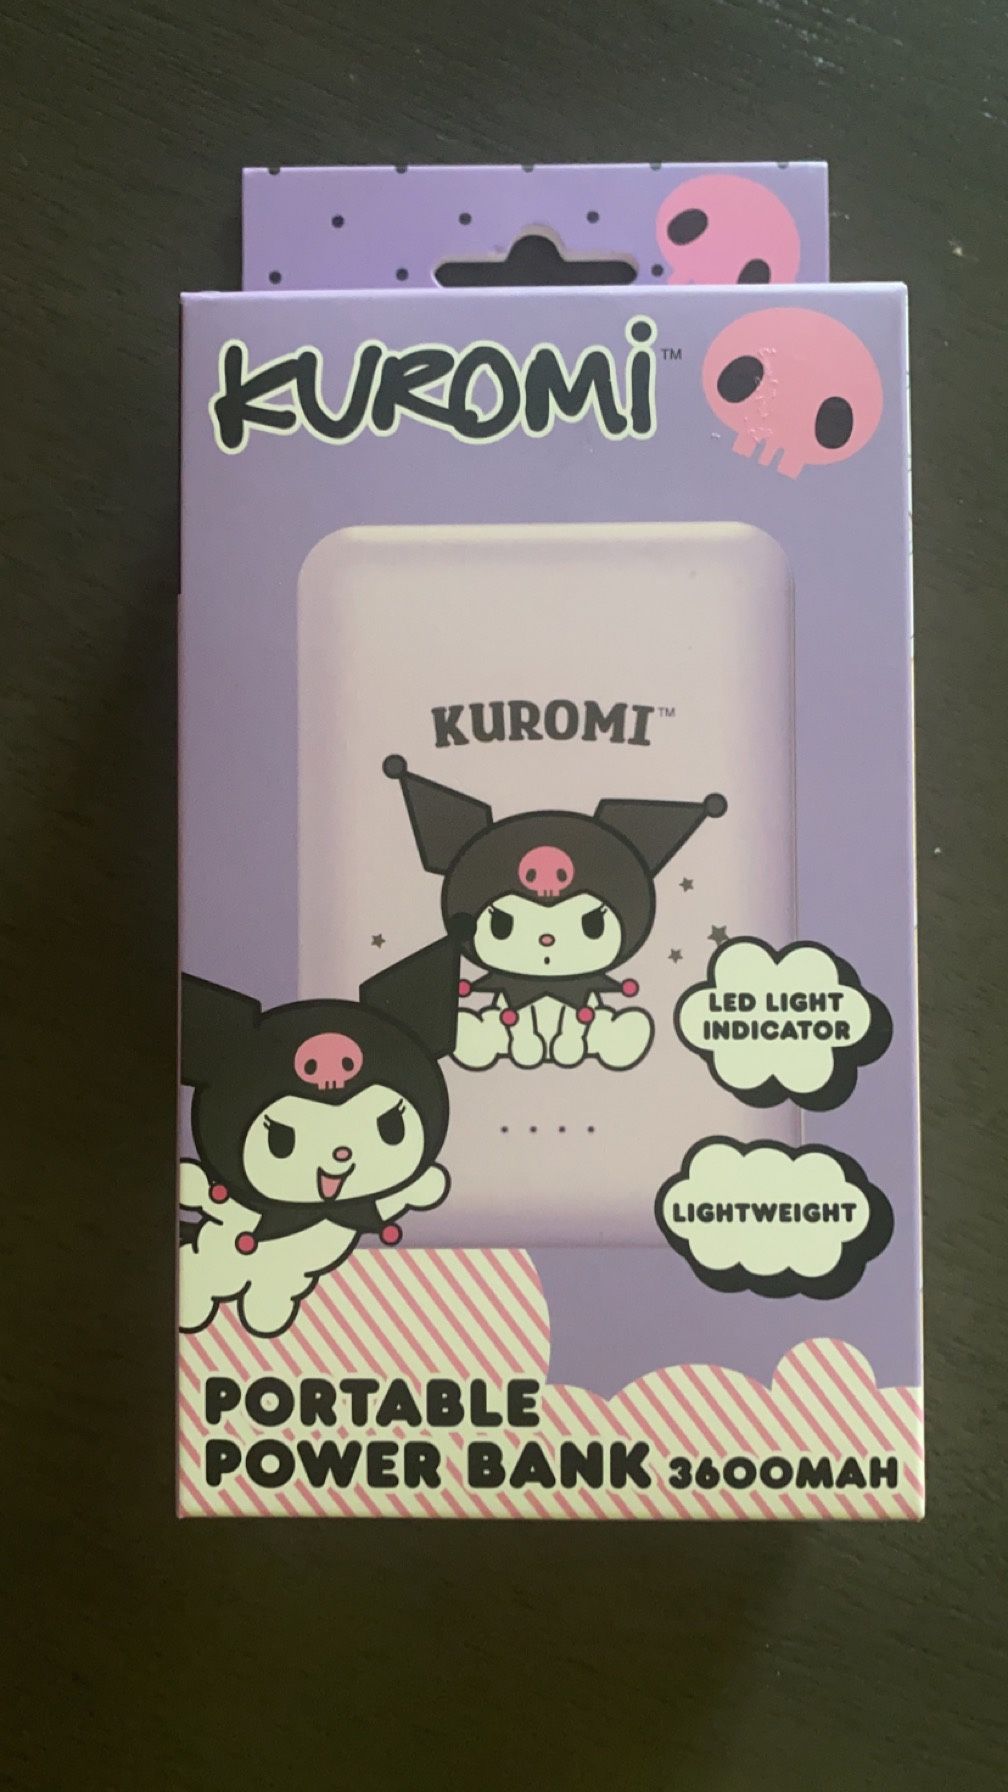 KUROMI™
KUROMI™
LED LIGHT
INDICATOR
LIGHTWEIGHT
PORTABLE
POWER BANK 3600MAH